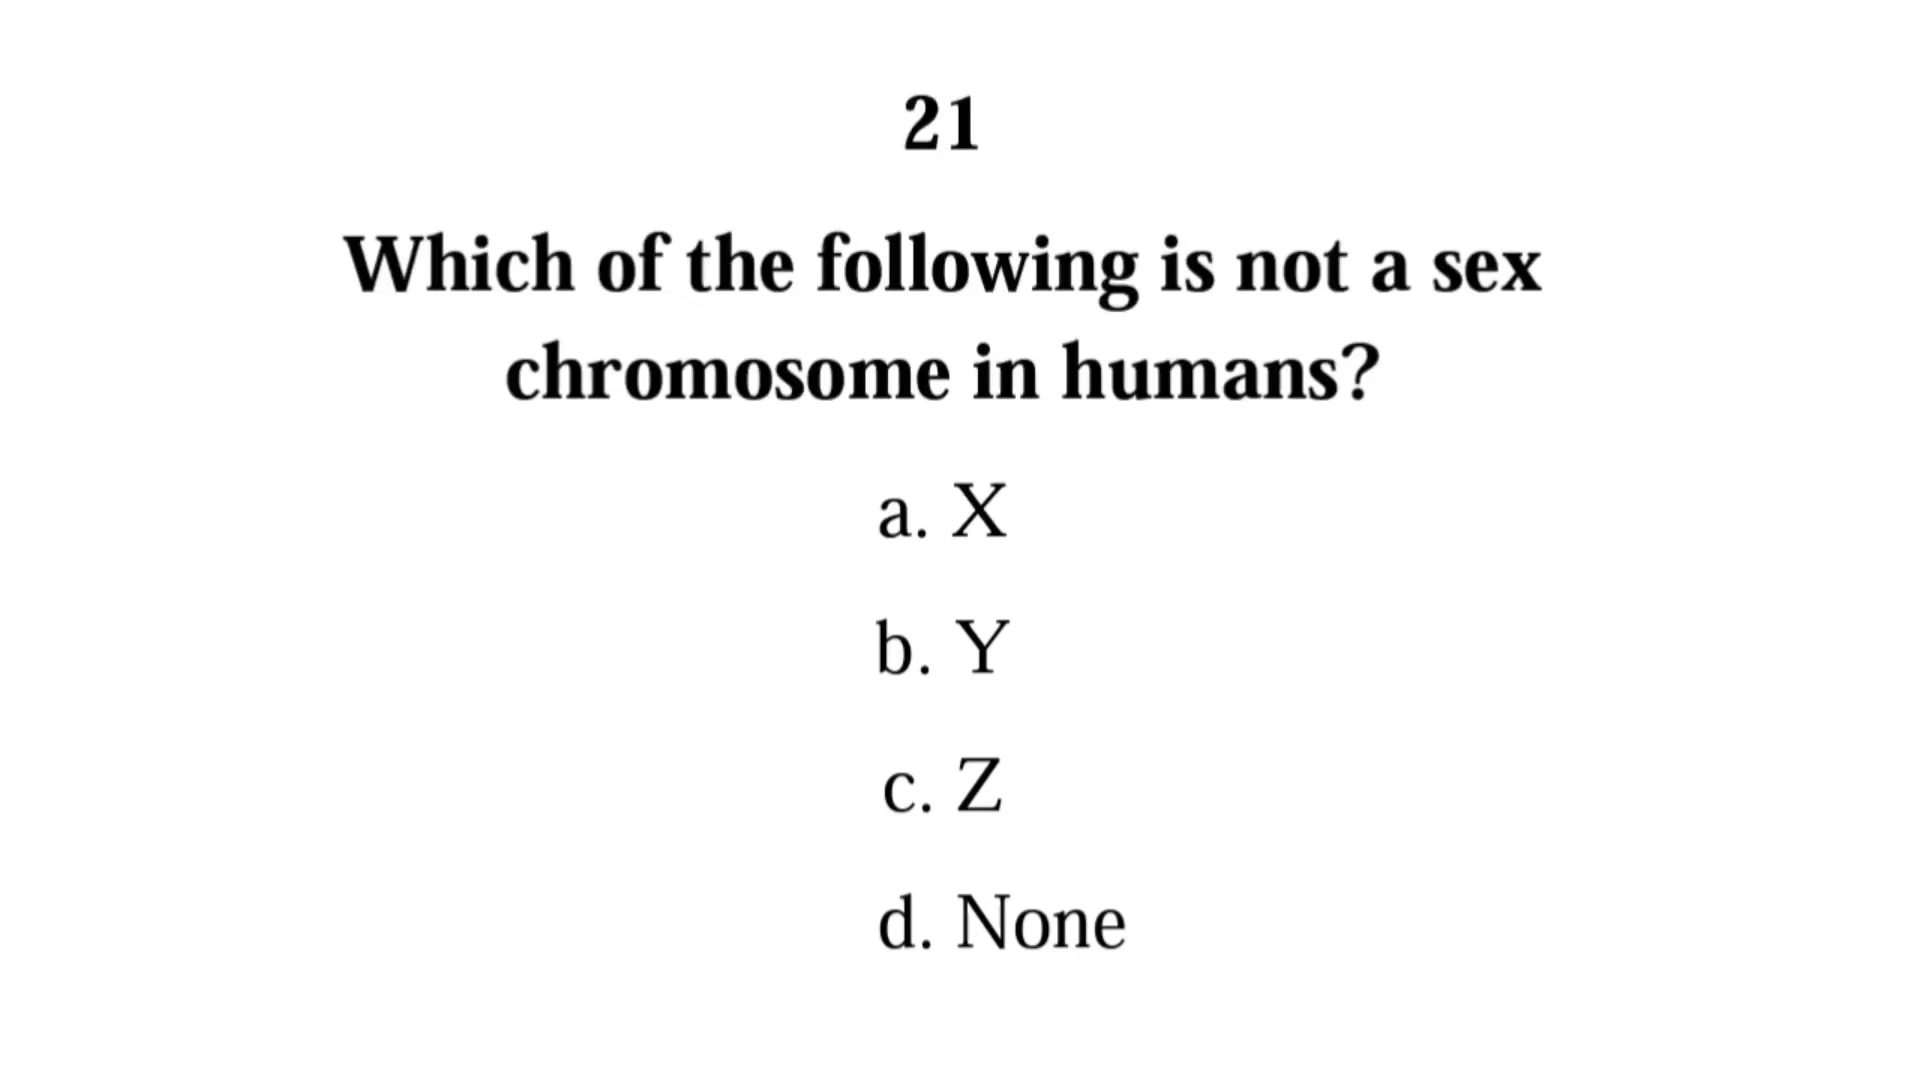 21
Which of the following is not a sex
chromosome in humans?
a. X
b. Y
c. Z
d. None